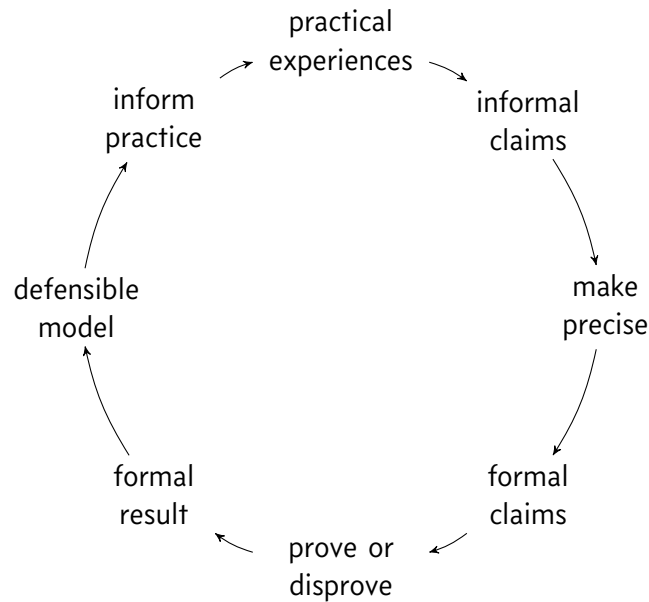 practical
experiences
informal
claims
make
precise
formal
claims
prove or
disprove
formal
result
defensible
model
inform
practice